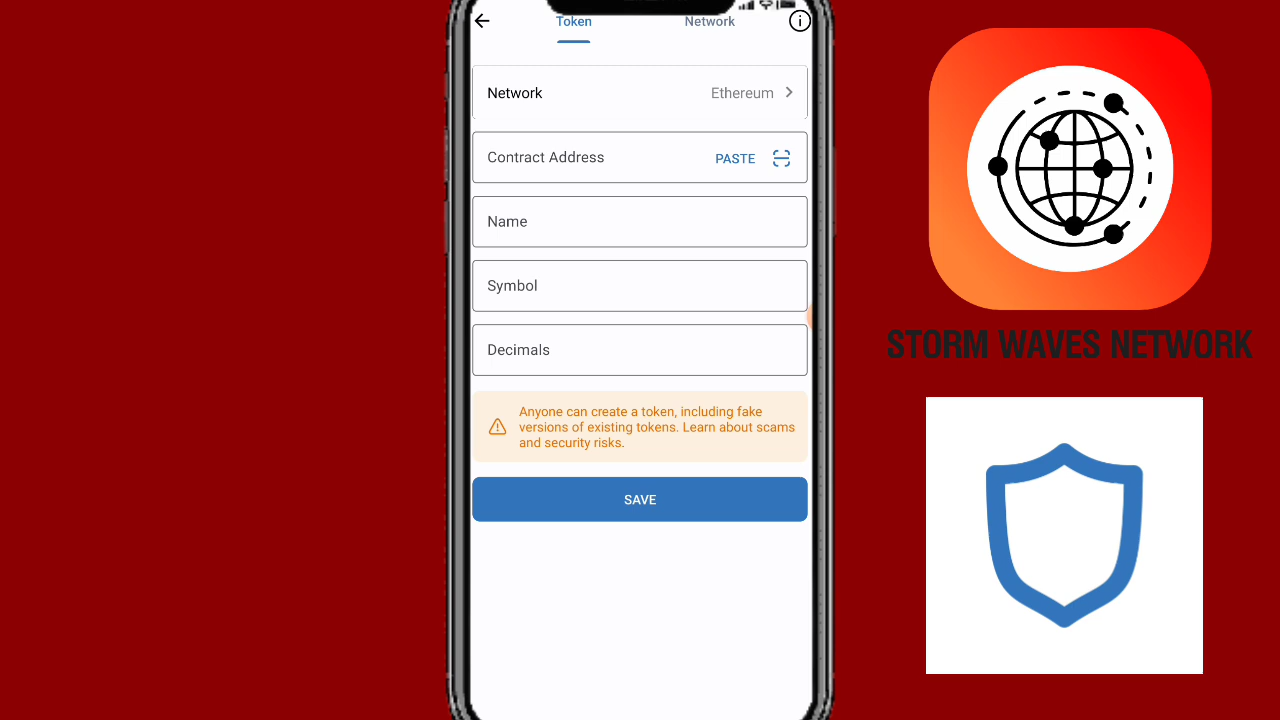 Token
Network
Network
Ethereum
Contract Address
PASTE
Name
Symbol
Decimals
Anyone can create a token, including fake
versions of existing tokens. Learn about scams
and security risks.
SAVE
STORM WAVES NETWORK